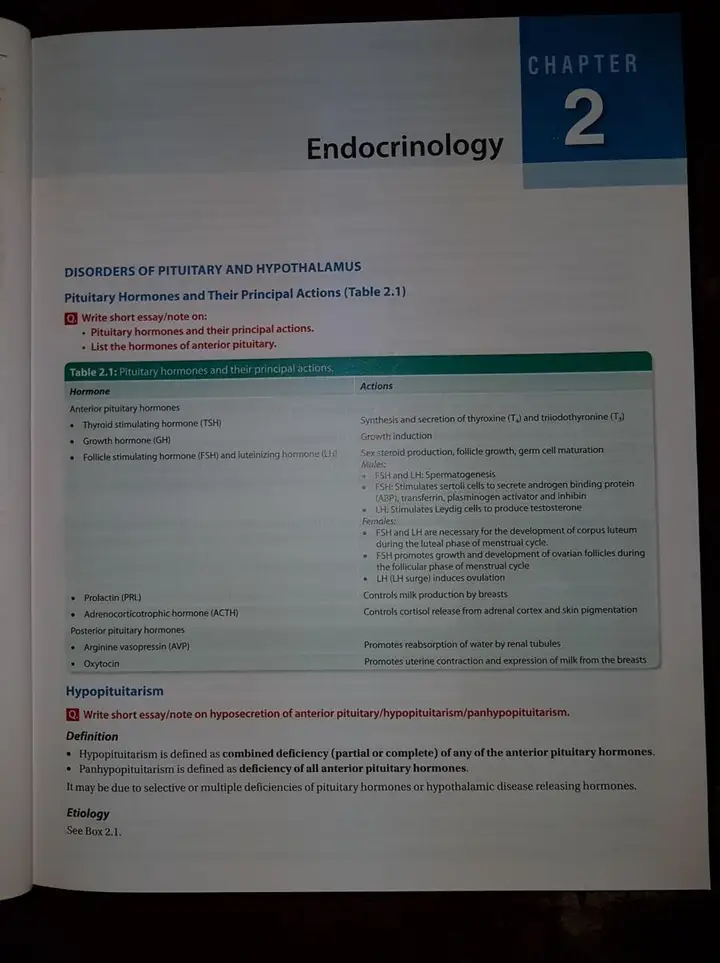 CHAPTER
2
Endocrinology
DISORDERS OF PITUITARY AND HYPOTHALAMUS
Pituitary Hormones and Their Principal Actions (Table 2.1)
Q. Write short essay/note on:
• Pituitary hormones and their principal actions.
• List the hormones of anterior pituitary.
Table 2.1: Pituitary hormones and their principal actions.
Hormone Actions
Anterior pituitary hormones
• Thyroid stimulating hormone (TSH) Synthesis and secretion of thyroxine (T4) and triiodothyronine (T3)
• Growth hormone (GH) Growth induction
• Follicle stimulating hormone (FSH) and luteinizing hormone (LH) Sex steroid production, follicle growth, germ cell maturation
Males:
• FSH and LH: Spermatogenesis
• FSH: Stimulates sertoli cells to secrete androgen binding protein
(ABP), transferrin, plasminogen activator and inhibin
• LH: Stimulates Leydig cells to produce testosterone
Females:
• FSH and LH are necessary for the development of corpus luteum
during the luteal phase of menstrual cycle.
• FSH promotes growth and development of ovarian follicles during
the follicular phase of menstrual cycle
• LH (LH surge) induces ovulation
• Prolactin (PRL) Controls milk production by breasts
• Adrenocorticotrophic hormone (ACTH) Controls cortisol release from adrenal cortex and skin pigmentation
Posterior pituitary hormones
• Arginine vasopressin (AVP) Promotes reabsorption of water by renal tubules
• Oxytocin Promotes uterine contraction and expression of milk from the breasts
Hypopituitarism
Q. Write short essay/note on hyposecretion of anterior pituitary/hypopituitarism/panhypopituitarism.
Definition
• Hypopituitarism is defined as combined deficiency (partial or complete) of any of the anterior pituitary hormones.
• Panhypopituitarism is defined as deficiency of all anterior pituitary hormones.
It may be due to selective or multiple deficiencies of pituitary hormones or hypothalamic disease releasing hormones.
Etiology
See Box 2.1.